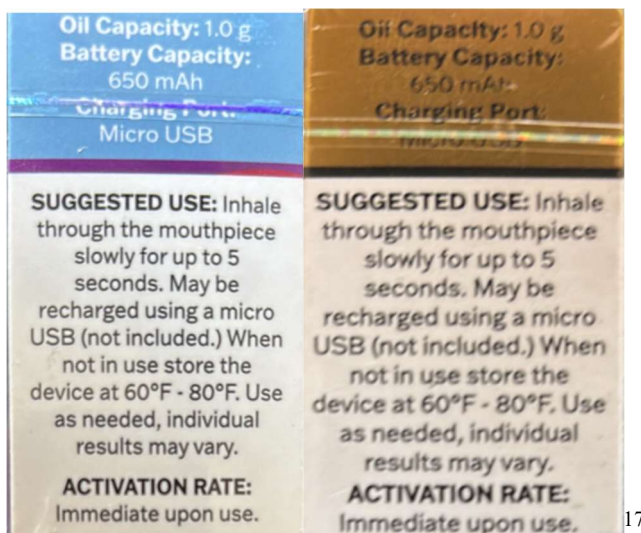 Oil Capacity: 1.0 g
Battery Capacity:
650 mAh
Charging Port:
Micro USB
SUGGESTED USE: Inhale
through the mouthpiece
slowly for up to 5
seconds. May be
recharged using a micro
USB (not included.) When
not in use store the
device at 60°F - 80°F. Use
as needed, individual
results may vary.
ACTIVATION RATE:
Immediate upon use.
Oil Capacity: 1.0 g
Battery Capacity:
650 mAh
Charging Port:
Micro USB
SUGGESTED USE: Inhale
through the mouthpiece
slowly for up to 5
seconds. May be
recharged using a micro
USB (not included.) When
not in use store the
device at 60°F - 80°F. Use
as needed, individual
results may vary.
ACTIVATION RATE:
Immediate upon use.
17